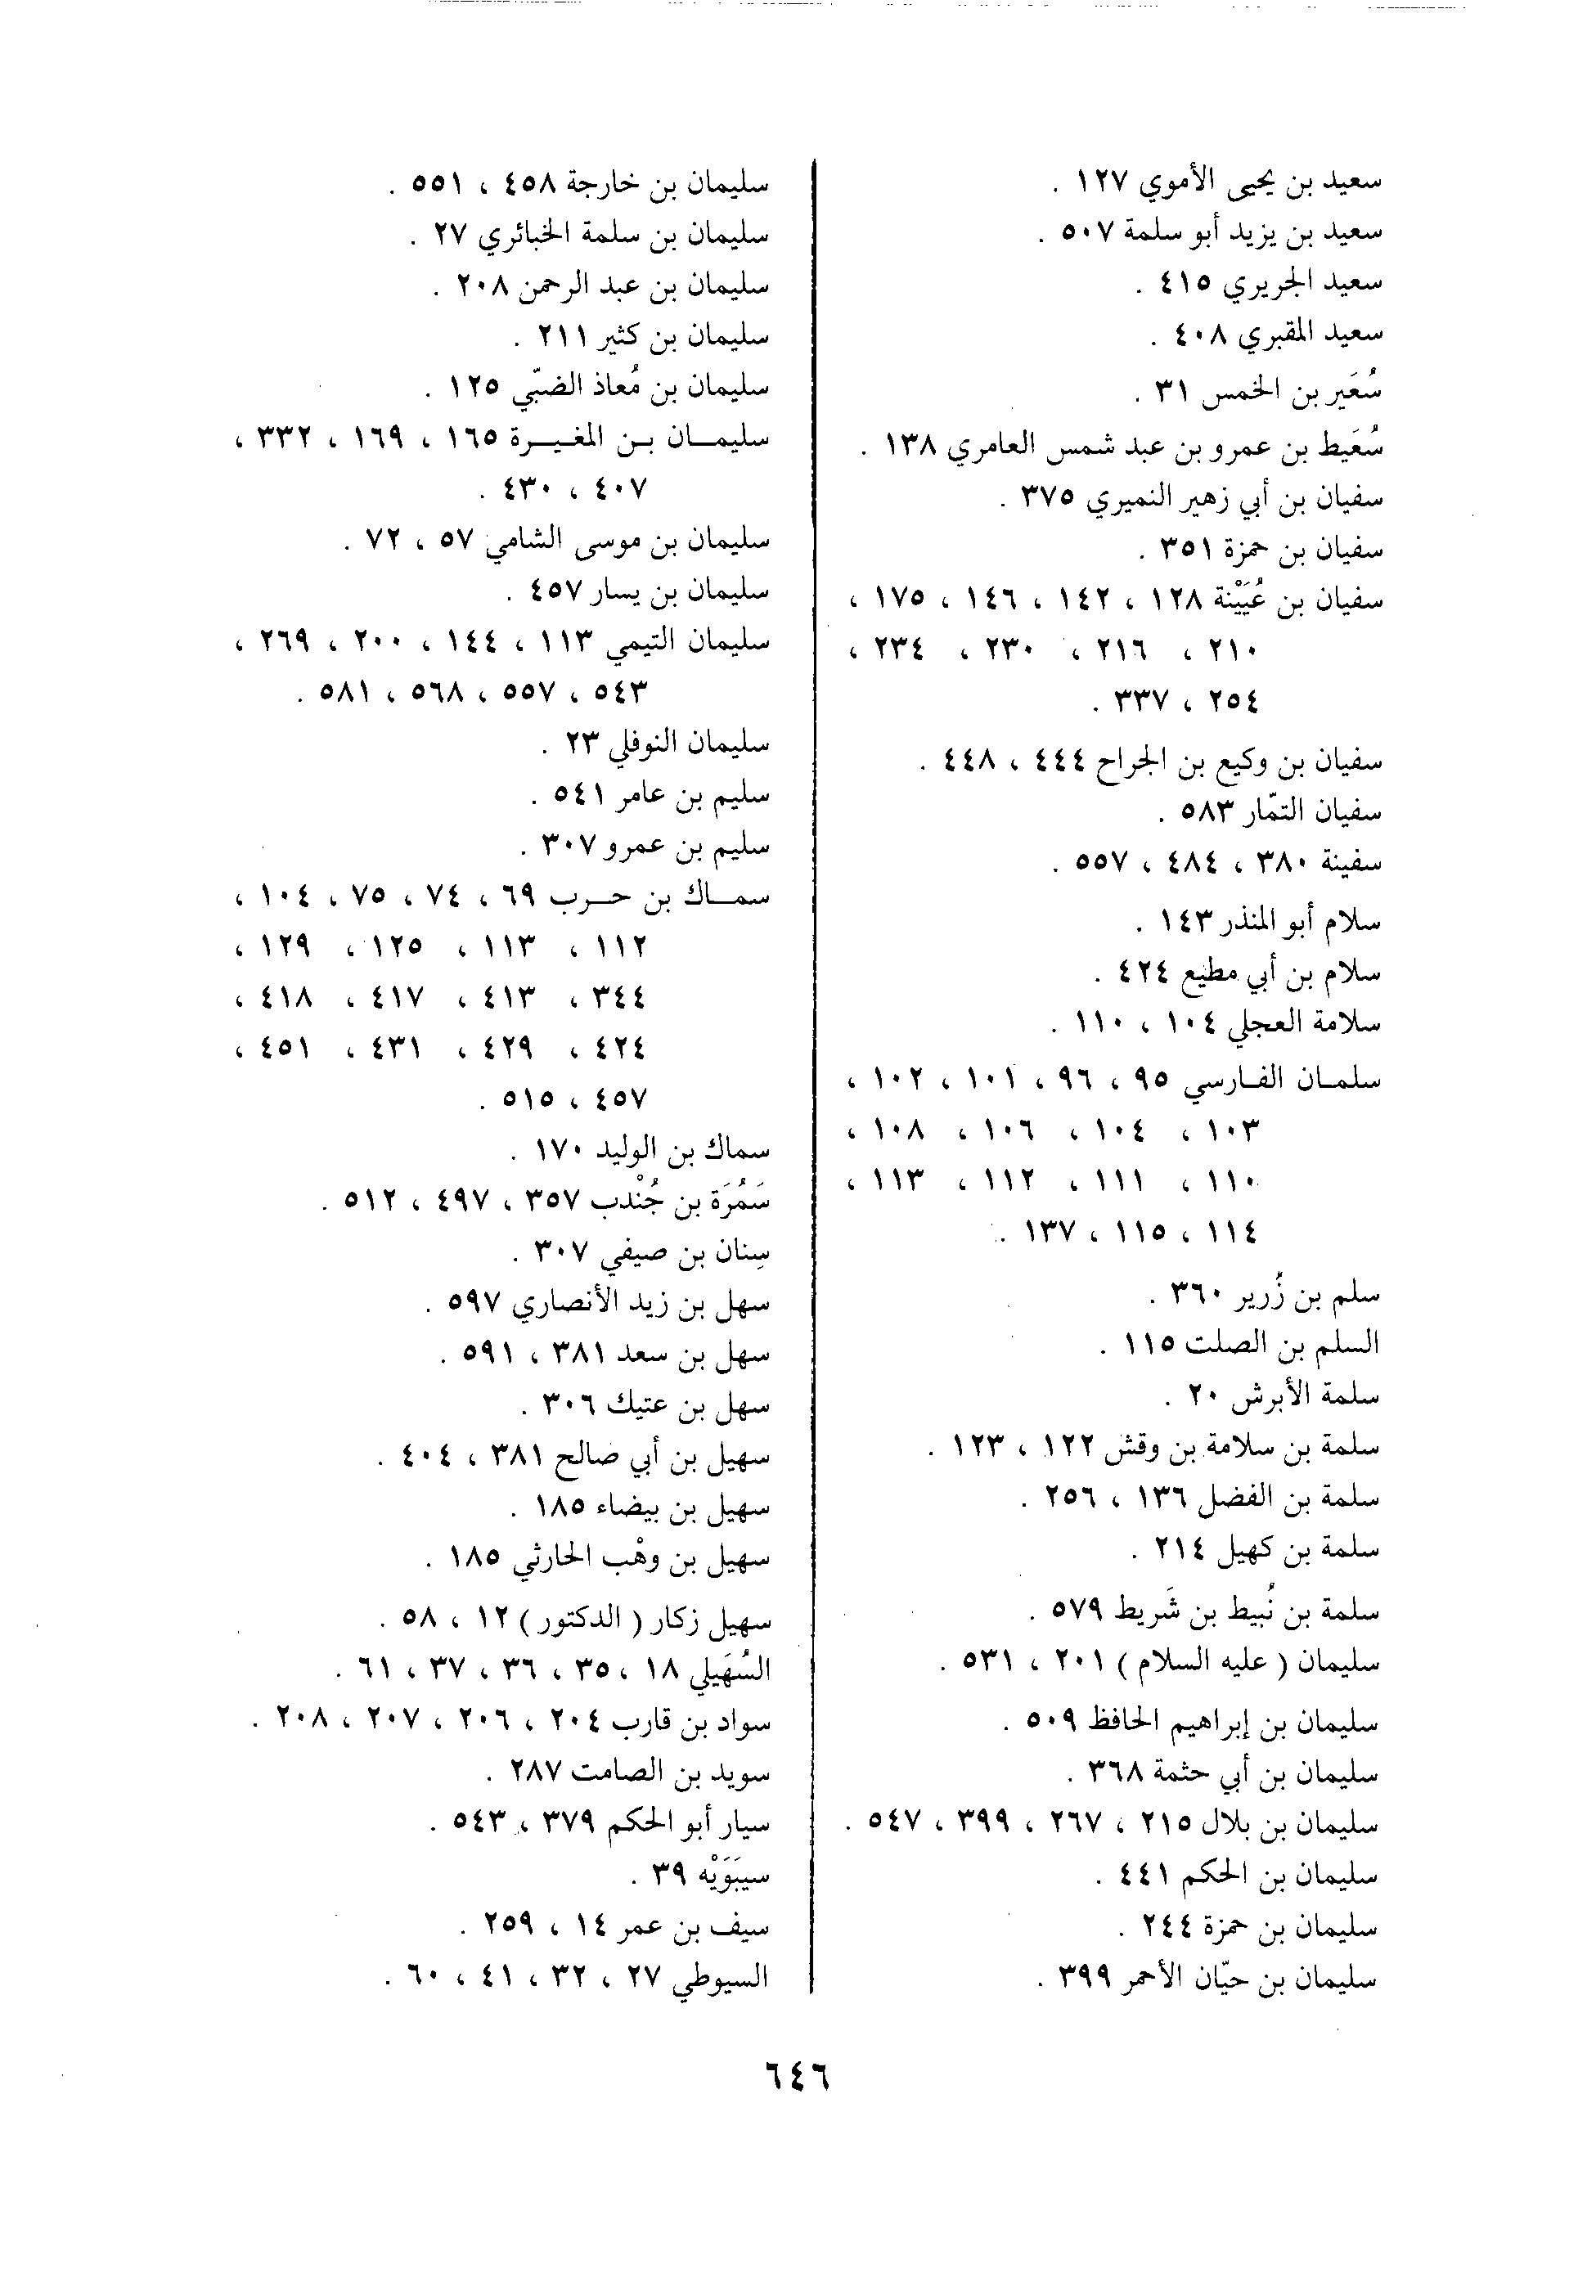 سعيد بن يحيى الأموي ١٢٧ .
سعيد بن يزيد أبو سلمة ٥٠٧ .
سعيد الجريري ٤١٥ .
سعيد المقبري ٤٠٨ .
سُعَير بن الخمس ٣١ .
سُعَيط بن عمرو بن عبد شمس العامري ١٣٨ .
سفيان بن أبي زهير النميري ٣٧٥ .
سفيان بن حمزة ٣٥١ .
سفيان بن عُيَيْنة ١٢٨ ، ١٤٢ ، ١٤٦ ، ١٧٥ ،
٢١٠ ، ٢١٦ ، ٢٣٠ ، ٢٣٤ ،
٢٥٤ ، ٣٣٧ .
سفيان بن وكيع بن الجراح ٤٤٤ ، ٤٤٨ .
سفيان التمّار ٥٨٣ .
سفينة ٣٨٠ ، ٤٨٤ ، ٥٥٧ .
سلام أبو المنذر ١٤٣ .
سلام بن أبي مطيع ٤٢٤ .
سلامة العجلي ١٠٤ ، ١١٠ .
سلمان الفارسي ٩٥ ، ٩٦ ، ١٠١ ، ١٠٢ ،
١٠٣ ، ١٠٤ ، ١٠٦ ، ١٠٨ ،
١١٠ ، ١١١ ، ١١٢ ، ١١٣ ،
١١٤ ، ١١٥ ، ١٣٧ .
سلم بن زُرير ٣٦٠ .
السلم بن الصلت ١١٥ .
سلمة الأبرش ٢٠ .
سلمة بن سلامة بن وقش ١٢٢ ، ١٢٣ .
سلمة بن الفضل ١٣٦ ، ٢٥٦ .
سلمة بن كهيل ٢١٤ .
سلمة بن نُبيط بن شَريط ٥٧٩ .
سليمان ( عليه السلام ) ٢٠١ ، ٥٣١ .
سليمان بن إبراهيم الحافظ ٥٠٩ .
سليمان بن أبي حثمة ٣٦٨ .
سليمان بن بلال ٢١٥ ، ٢٦٧ ، ٣٩٩ ، ٥٤٧ .
سليمان بن الحكم ٤٤١ .
سليمان بن حمزة ٢٤٤ .
سليمان بن حيّان الأحمر ٣٩٩ .
سليمان بن خارجة ٤٥٨ ، ٥٥١ .
سليمان بن سلمة الخبائري ٢٧ .
سليمان بن عبد الرحمن ٢٠٨ .
سليمان بن كثير ٢١١ .
سليمان بن مُعاذ الضبّي ١٢٥ .
سليمان بن المغيرة ١٦٥ ، ١٦٩ ، ٣٣٢ ،
٤٠٧ ، ٤٣٠ .
سليمان بن موسى الشامي ٥٧ ، ٧٢ .
سليمان بن يسار ٤٥٧ .
سليمان التيمي ١١٣ ، ١٤٤ ، ٢٠٠ ، ٢٦٩ ،
٥٤٣ ، ٥٥٧ ، ٥٦٨ ، ٥٨١ .
سليمان النوفلي ٢٣ .
سليم بن عامر ٥٤١ .
سليم بن عمرو ٣٠٧ .
سماك بن حرب ٦٩ ، ٧٤ ، ٧٥ ، ١٠٤ ،
١١٢ ، ١١٣ ، ١٢٥ ، ١٢٩ ،
٣٤٤ ، ٤١٣ ، ٤١٧ ، ٤١٨ ،
٤٢٤ ، ٤٢٩ ، ٤٣١ ، ٤٥١ ،
٤٥٧ ، ٥١٥ .
سماك بن الوليد ١٧٠ .
سَمُرَة بن جُنْدب ٣٥٧ ، ٤٩٧ ، ٥١٢ .
سِنان بن صيفي ٣٠٧ .
سهل بن زيد الأنصاري ٥٩٧ .
سهل بن سعد ٣٨١ ، ٥٩١ .
سهل بن عتيك ٣٠٦ .
سهيل بن أبي صالح ٣٨١ ، ٤٠٤ .
سهيل بن بيضاء ١٨٥ .
سهيل بن وهْب الحارثي ١٨٥ .
سهيل زكار ( الدكتور ) ١٢ ، ٥٨ .
السُهَيلي ١٨ ، ٣٥ ، ٣٦ ، ٣٧ ، ٦١ .
سواد بن قارب ٢٠٤ ، ٢٠٦ ، ٢٠٧ ، ٢٠٨ .
سويد بن الصامت ٢٨٧ .
سيار أبو الحكم ٣٧٩ ، ٥٤٣ .
سيبَوَيْه ٣٩ .
سيف بن عمر ١٤ ، ٢٥٩ .
السيوطي ٢٧ ، ٣٢ ، ٤١ ، ٦٠ .
٦٤٦